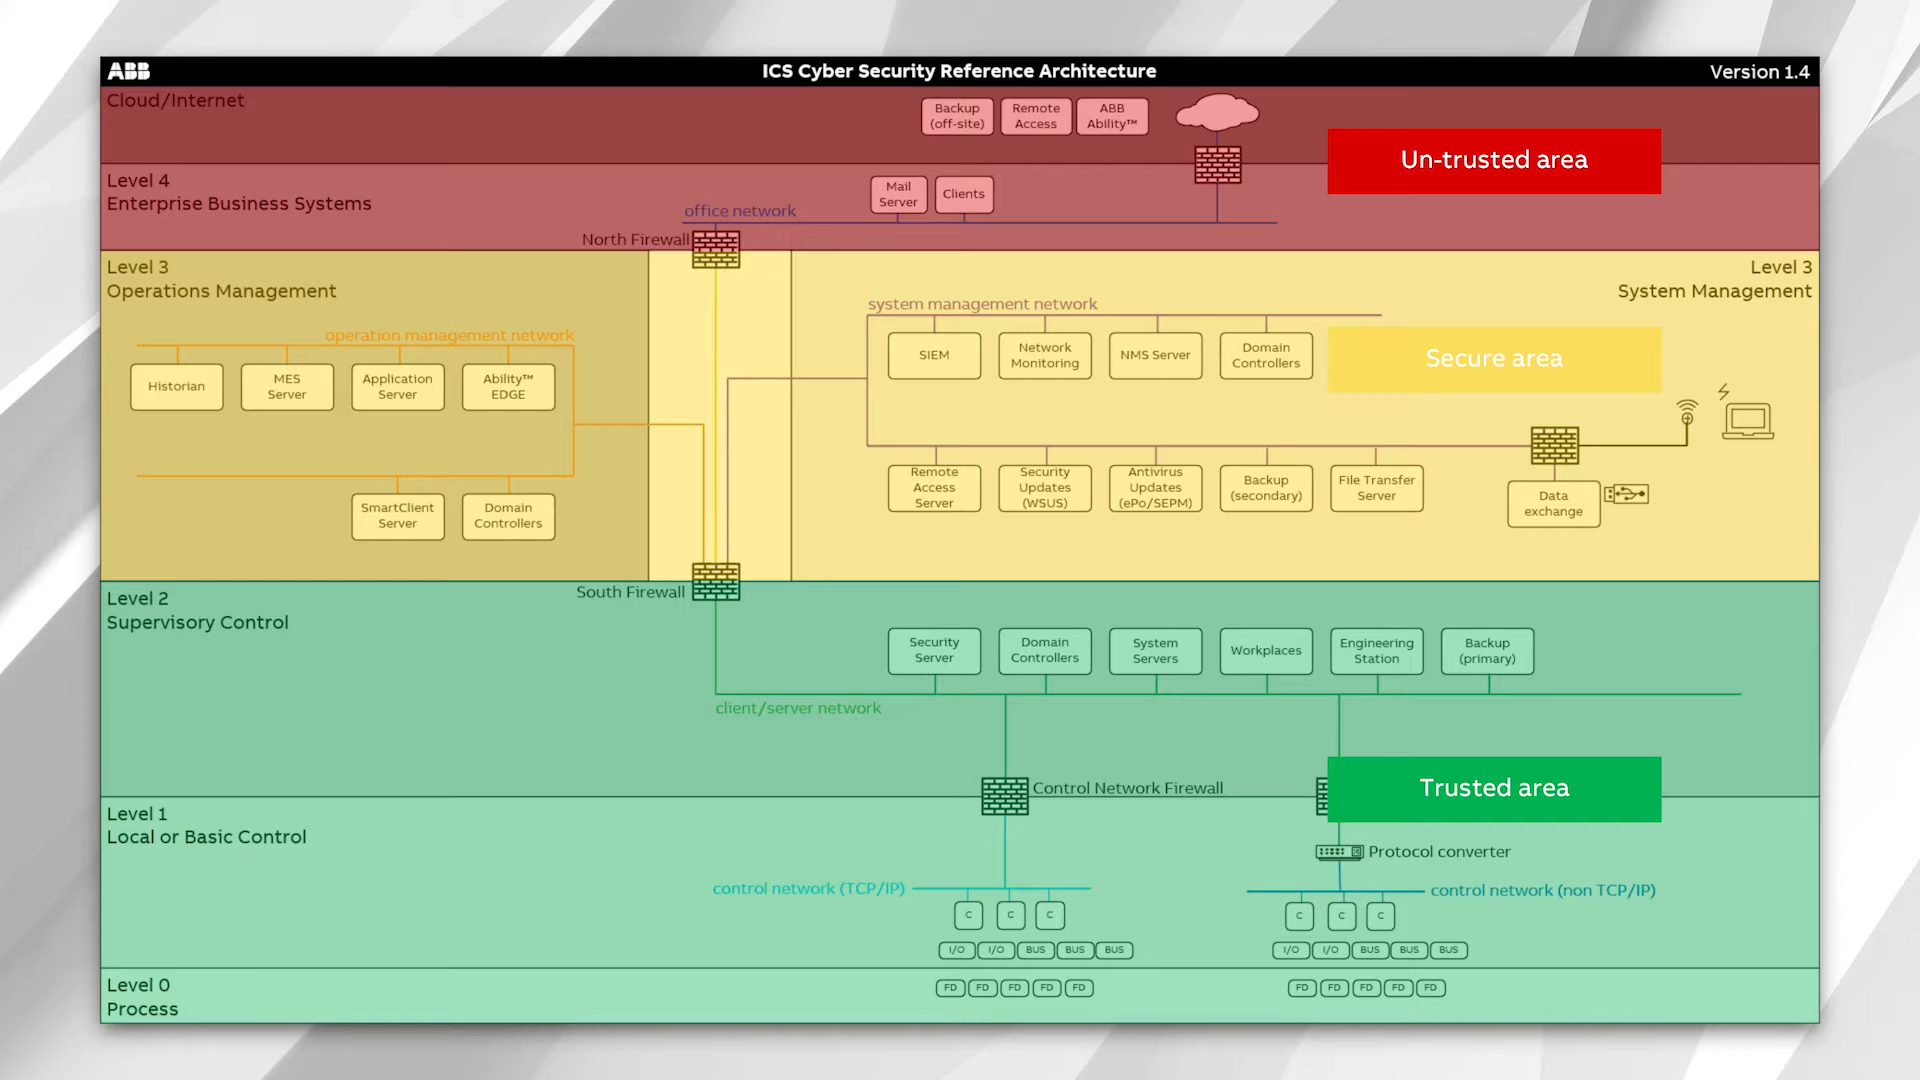 ABB
ICS Cyber Security Reference Architecture
Version 1.4
Cloud/Internet
Backup
(off-site)
Remote
Access
ABB
Ability™
Un-trusted area
Level 4
Enterprise Business Systems
Mail
Server
Clients
office network
North Firewall
Level 3
Operations Management
Level 3
System Management
operation management network
Historian
MES
Server
Application
Server
Ability™
EDGE
SmartClient
Server
Domain
Controllers
system management network
SIEM
Network
Monitoring
NMS Server
Domain
Controllers
Secure area
Remote
Access
Server
Security
Updates
(WSUS)
Antivirus
Updates
(ePo/SEPM)
Backup
(secondary)
File Transfer
Server
Data
exchange
South Firewall
Level 2
Supervisory Control
Security
Server
Domain
Controllers
System
Servers
Workplaces
Engineering
Station
Backup
(primary)
client/server network
Control Network Firewall
Trusted area
Level 1
Local or Basic Control
Protocol converter
control network (TCP/IP)
control network (non TCP/IP)
C C C
C C C
I/O I/O BUS BUS BUS
I/O I/O BUS BUS BUS
Level 0
Process
FD FD FD FD FD
FD FD FD FD FD